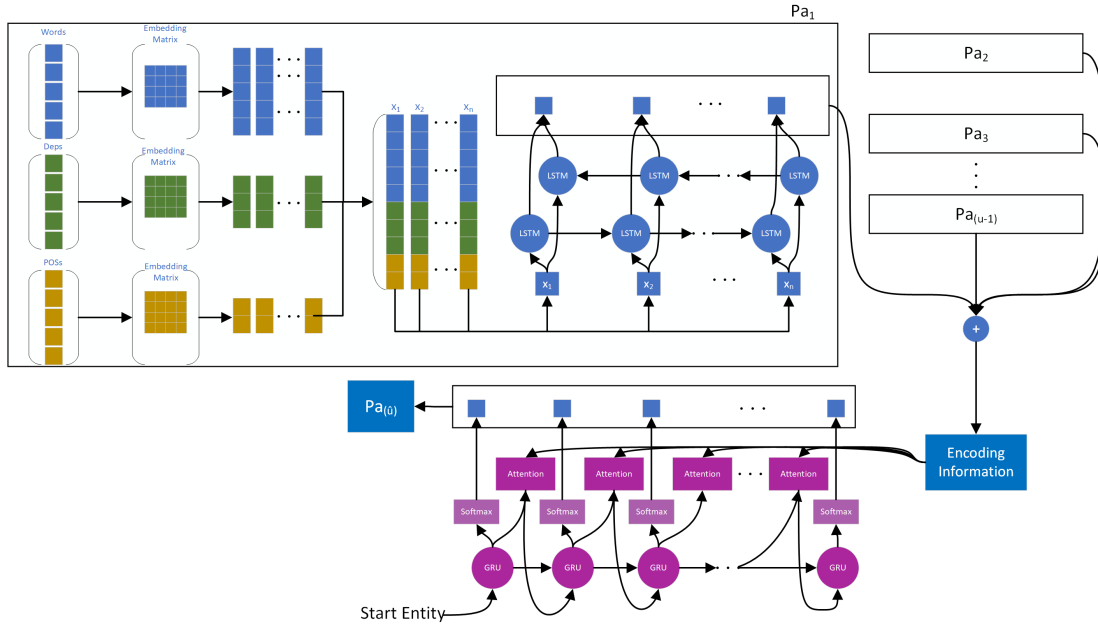 Pa1
Words
Embedding
Matrix
Deps
Embedding
Matrix
POSs
Embedding
Matrix
X1 X2 Xn
LSTM LSTM LSTM
LSTM LSTM LSTM
X1 X2 Xn
Pa2
Pa3
Pa(u-1)
+
Encoding
Information
Pa(û)
Attention Attention Attention Attention
Softmax Softmax Softmax Softmax
GRU GRU GRU GRU
Start Entity